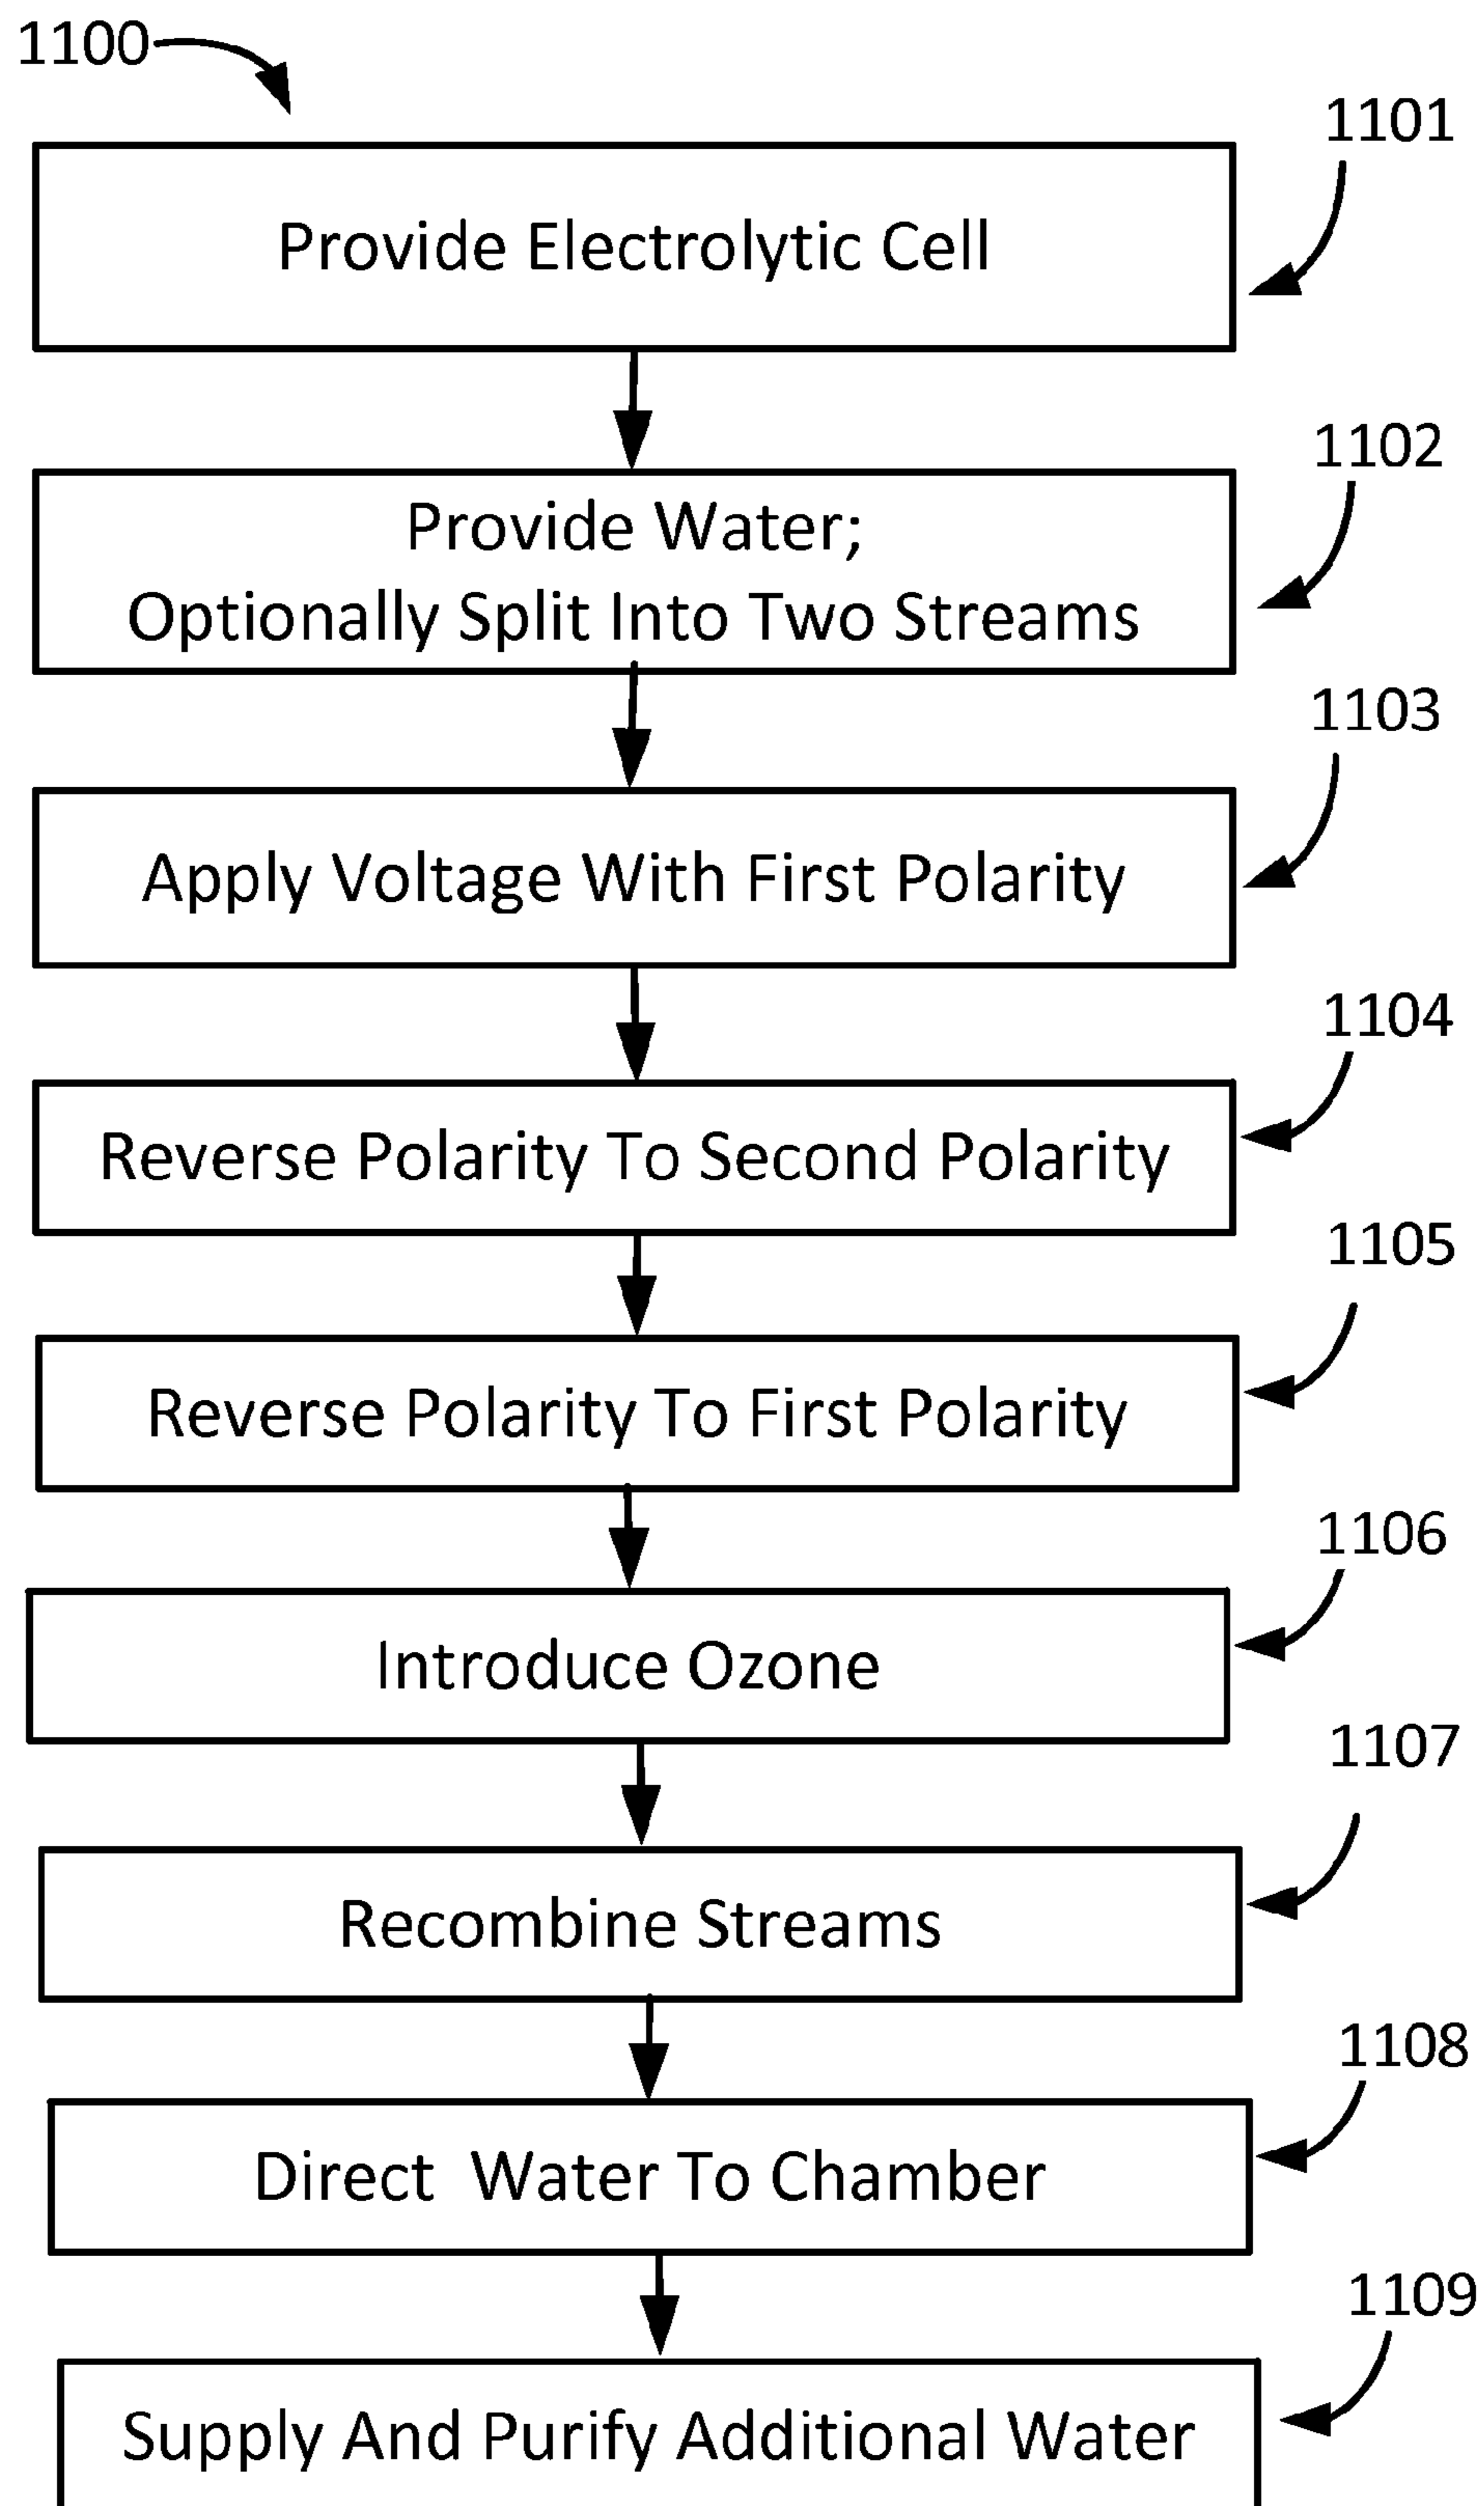 1100
1101
Provide Electrolytic Cell
1102
Provide Water;
Optionally Split Into Two Streams
1103
Apply Voltage With First Polarity
1104
Reverse Polarity To Second Polarity
1105
Reverse Polarity To First Polarity
1106
Introduce Ozone
1107
Recombine Streams
1108
Direct Water To Chamber
1109
Supply And Purify Additional Water